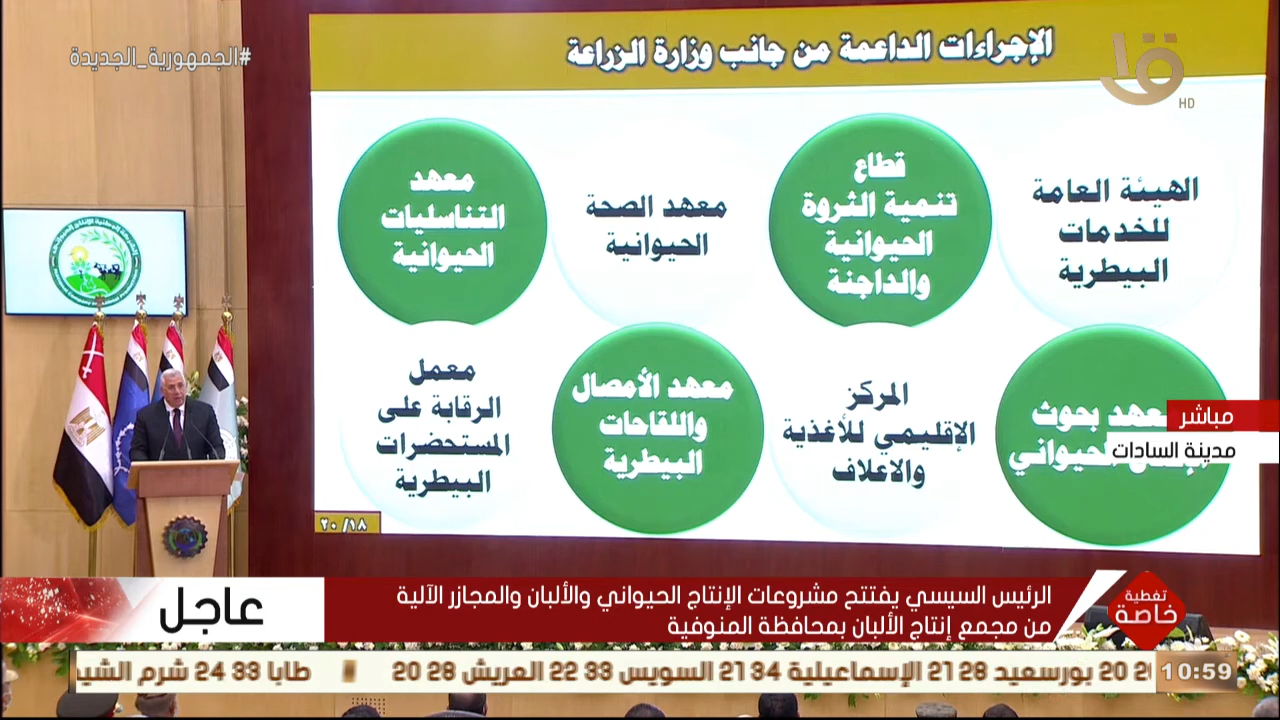 #الجمهورية_الجديدة
HD
الإجراءات الداعمة من جانب وزارة الزراعة
الهيئة العامة
للخدمات
البيطرية
قطاع
تنمية الثروة
الحيوانية
والداجنة
معهد الصحة
الحيوانية
معهد
التناسليات
الحيوانية
معهد بحوث
الحيواني
المركز
الإقليمي للأغذية
والاعلاف
معهد الأمصال
واللقاحات
البيطرية
معمل
الرقابة على
المستحضرات
البيطرية
٢٠/١٨
مباشر
مدينة السادات
تغطية
خاصة
الرئيس السيسي يفتتح مشروعات الإنتاج الحيواني والألبان والمجازر الآلية
من مجمع إنتاج الألبان بمحافظة المنوفية
عاجل
20 بورسعيد 28 21 الإسماعيلية 34 21 السويس 33 22 العريش 28 20 طابا 33 24 شرم
10:59